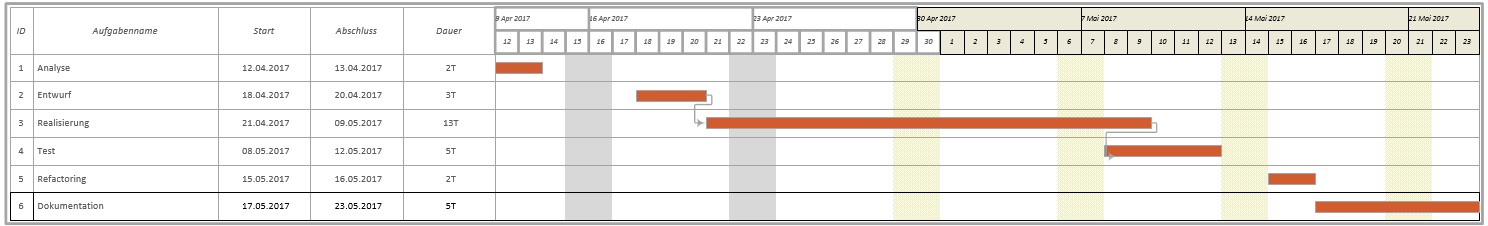 ID Aufgabenname Start Abschluss Dauer 9 Apr 2017 16 Apr 2017 23 Apr 2017 30 Apr 2017 7 Mai 2017 14 Mai 2017 21 Mai 2017
12 13 14 15 16 17 18 19 20 21 22 23 24 25 26 27 28 29 30 1 2 3 4 5 6 7 8 9 10 11 12 13 14 15 16 17 18 19 20 21 22 23
1 Analyse 12.04.2017 13.04.2017 2T
2 Entwurf 18.04.2017 20.04.2017 3T
3 Realisierung 21.04.2017 09.05.2017 13T
4 Test 08.05.2017 12.05.2017 5T
5 Refactoring 15.05.2017 16.05.2017 2T
6 Dokumentation 17.05.2017 23.05.2017 5T